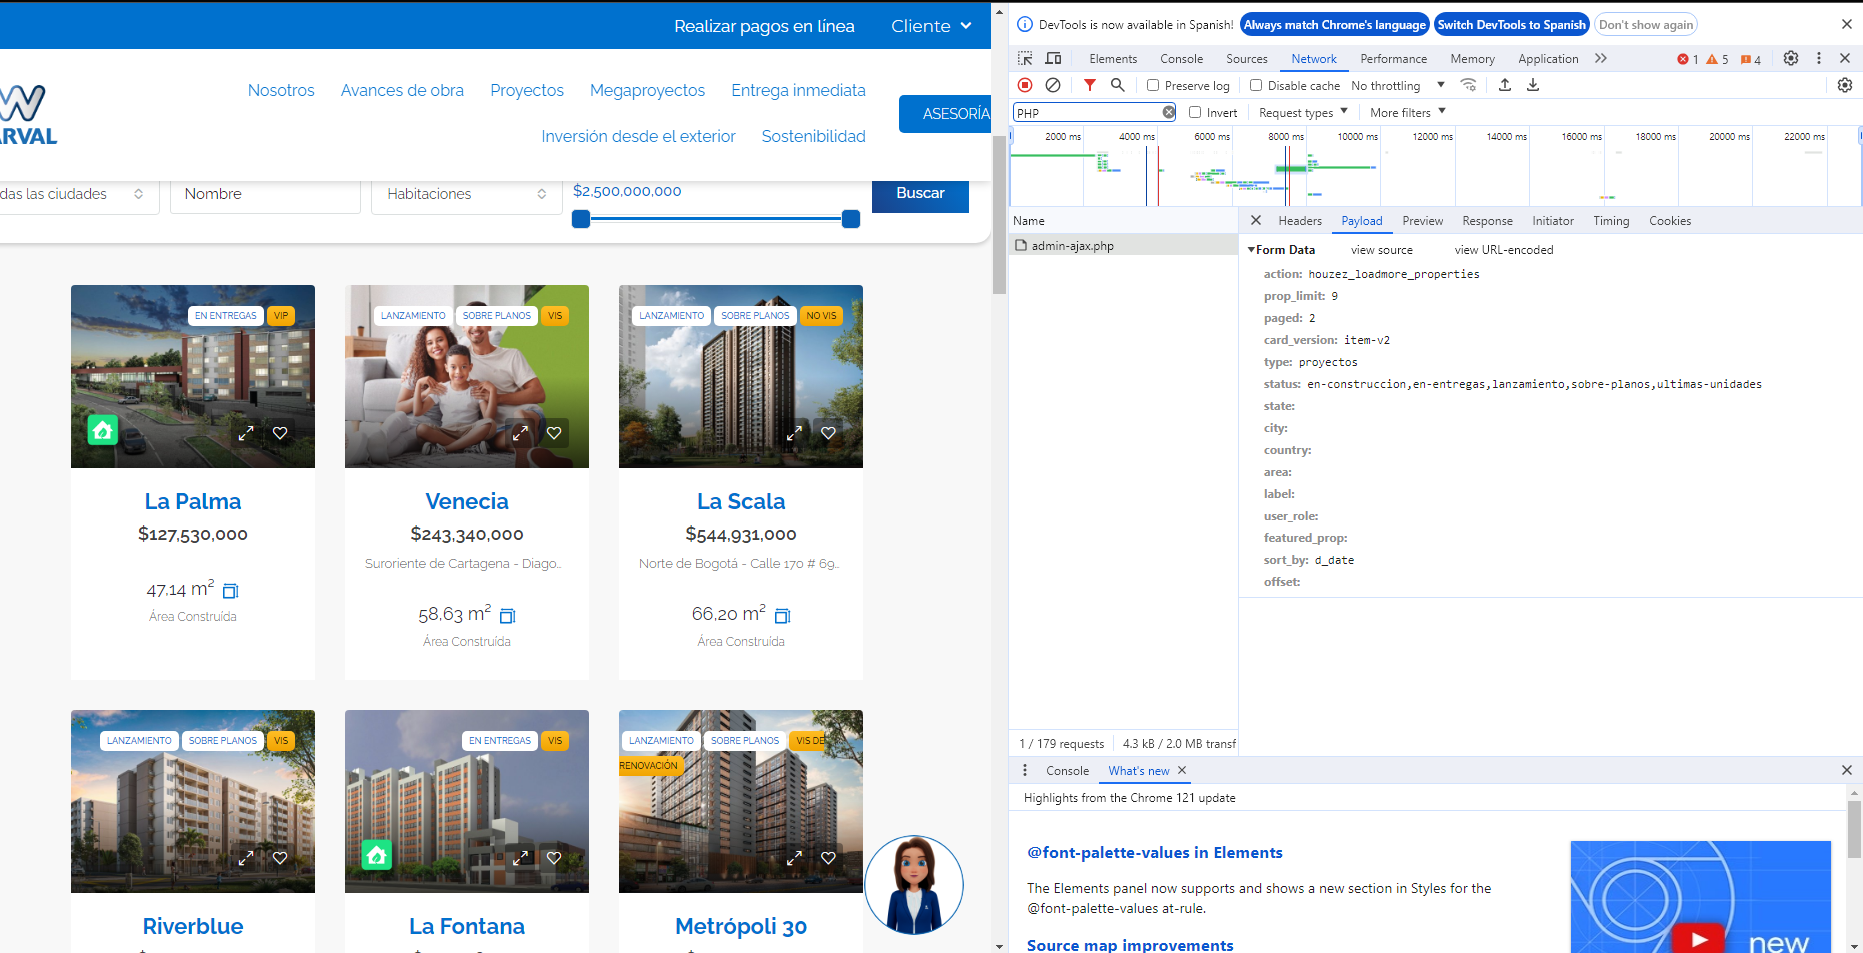 Realizar pagos en línea Cliente
ARVAL
Nosotros Avances de obra Proyectos Megaproyectos Entrega inmediata
ASESORÍA
Inversión desde el exterior Sostenibilidad
das las ciudades Nombre Habitaciones $2,500,000,000 Buscar
EN ENTREGAS VIP
LANZAMIENTO SOBRE PLANOS VIS
LANZAMIENTO SOBRE PLANOS NO VIS
La Palma
$127,530,000
47,14 m²
Área Construída
Venecia
$243,340,000
Suroriente de Cartagena - Diago..
58.63 m²
Área Construída
La Scala
$544,931,000
Norte de Bogotá - Calle 170 # 69..
66,20 m²
Área Construída
LANZAMIENTO SOBRE PLANOS VIS
EN ENTREGAS VIS
LANZAMIENTO SOBRE PLANOS VIS DE
RENOVACIÓN
Riverblue
La Fontana
Metrópoli 30
DevTools is now available in Spanish! Always match Chrome's language Switch DevTools to Spanish Don't show again
Elements Console Sources Network Performance Memory Application 1 5 4
Preserve log Disable cache No throttling
PHP Invert Request types More filters
2000 ms 4000 ms 6000 ms 8000 ms 10000 ms 12000 ms 14000 ms 16000 ms 18000 ms 20000 ms 22000 ms
Name
admin-ajax.php
Headers Payload Preview Response Initiator Timing Cookies
Form Data view source view URL-encoded
action: houzez_loadmore_properties
prop_limit: 9
paged: 2
card_version: item-v2
type: proyectos
status: en-construccion,en-entregas,lanzamiento,sobre-planos,ultimas-unidades
state:
city:
country:
area:
label:
user_role:
featured_prop:
sort_by: d_date
offset:
1 / 179 requests 4.3 kB / 2.0 MB transf
Console What's new
Highlights from the Chrome 121 update
@font-palette-values in Elements
The Elements panel now supports and shows a new section in Styles for the
@font-palette-values at-rule.
Source map improvements
new